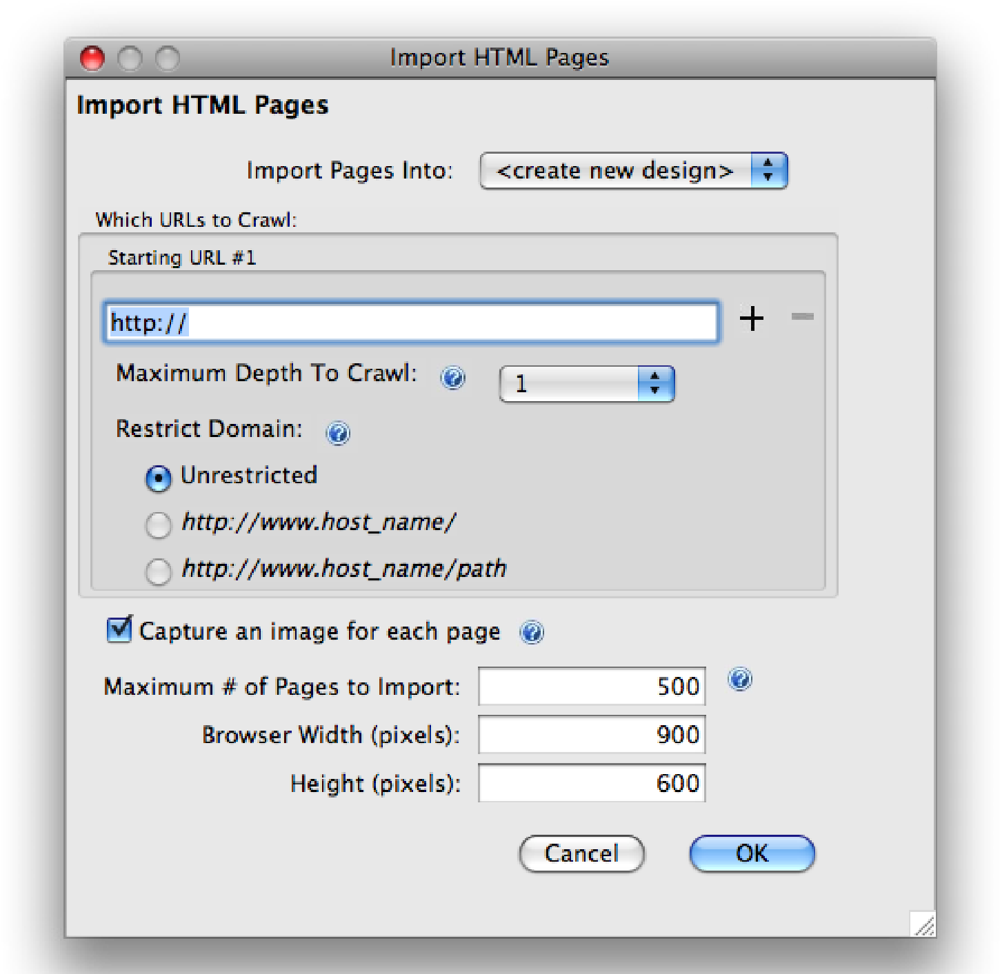 Import HTML Pages
Import HTML Pages
Import Pages Into: <create new design>
Which URLs to Crawl:
Starting URL #1
http://
Maximum Depth To Crawl: ? 1
Restrict Domain: ?
Unrestricted
http://www.host_name/
http://www.host_name/path
Capture an image for each page ?
Maximum # of Pages to Import: 500 ?
Browser Width (pixels): 900
Height (pixels): 600
Cancel OK